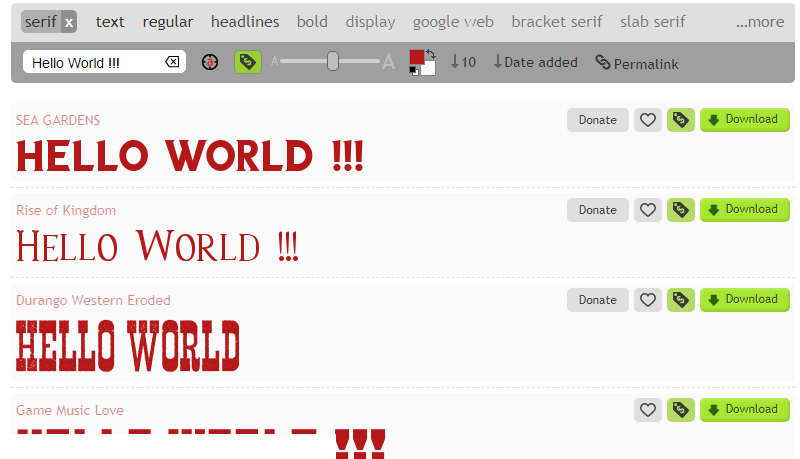 serif x text regular headlines bold display google web bracket serif slab serif ...more
Hello World !!! A A 10 Date added Permalink
SEA GARDENS Donate Download
HELLO WORLD !!!
Rise of Kingdom Donate Download
Hello World !!!
Durango Western Eroded Donate Download
HELLO WORLD
Game Music Love Download